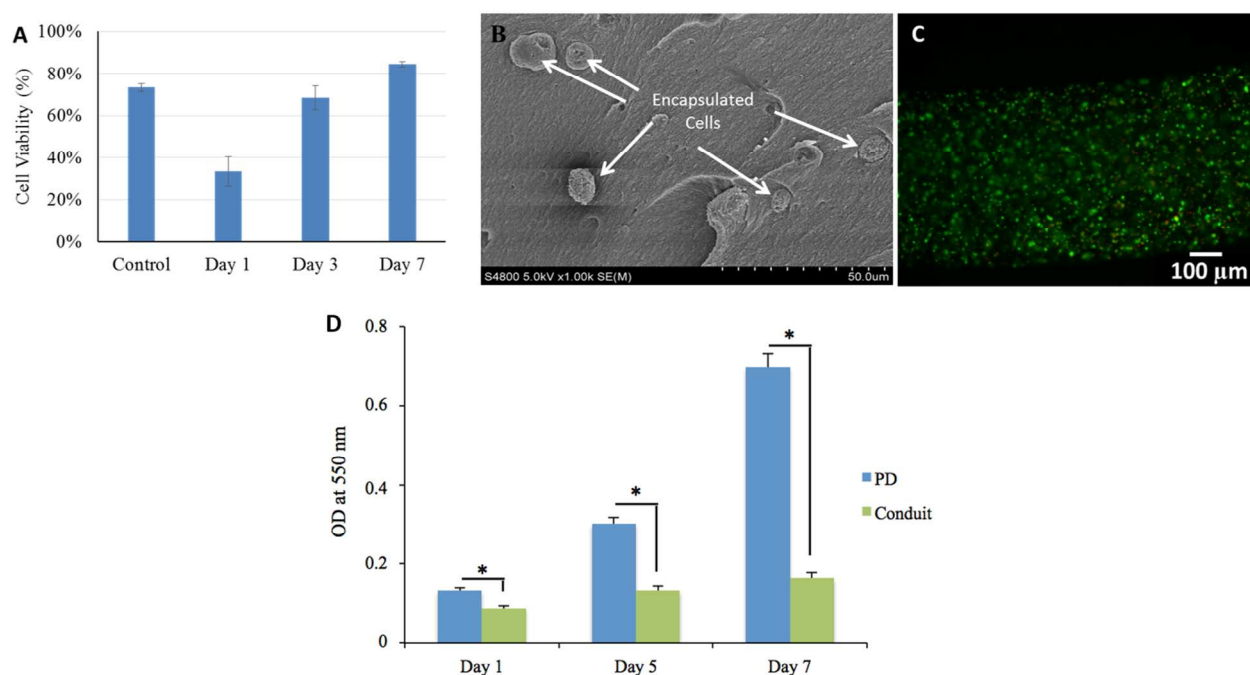 A
100%
80%
60%
40%
20%
0%
Cell Viability (%)
Control Day 1 Day 3 Day 7
B
Encapsulated
Cells
S4800 5.0kV x1.00k SE(M) 50.0um
C
100 μm
D
0.8
0.6
0.4
0.2
0
OD at 550 nm
*
*
*
PD
Conduit
Day 1 Day 5 Day 7